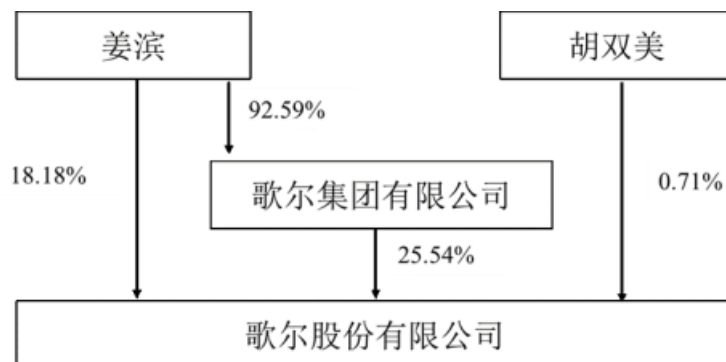 姜滨
胡双美
92.59%
18.18%
歌尔集团有限公司
0.71%
25.54%
歌尔股份有限公司